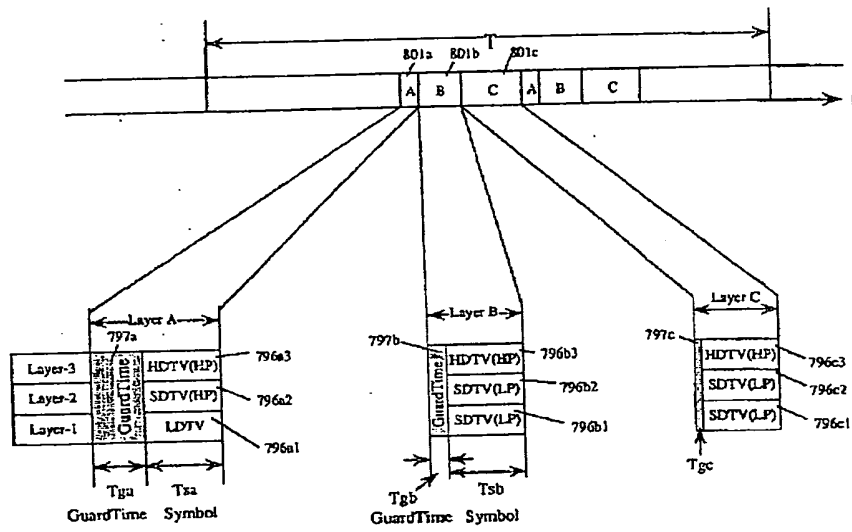 T
801a 801b 801c
A B C A B C
Layer A
Layer B
Layer C
797a
797b
797c
Layer-3 HDTV(HP) 796a3
Layer-2 SDTV(HP) 796a2
Layer-1 LDTV 796a1
GuardTime
HDTV(HP) 796b3
SDTV(LP) 796b2
SDTV(LP) 796b1
GuardTime
HDTV(HP) 796c3
SDTV(LP) 796c2
SDTV(LP) 796c1
Tga Tsa
GuardTime Symbol
Tgb Tsb
GuardTime Symbol
Tgc